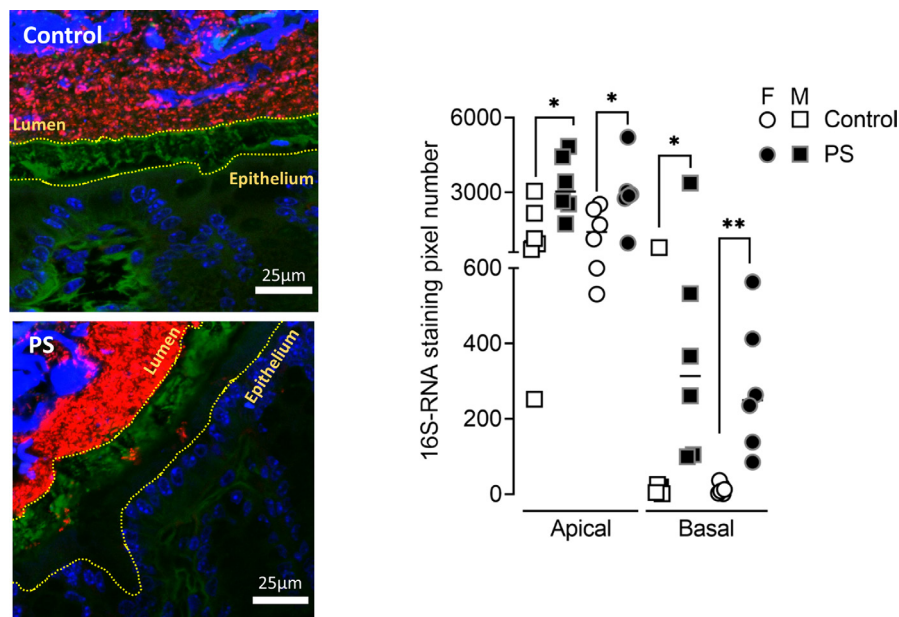 Control
Lumen
Epithelium
25µm
PS
Lumen
Epithelium
25µm
16S-RNA staining pixel number
6000
3000
600
400
200
0
*
*
*
**
Apical
Basal
F M
Control
PS